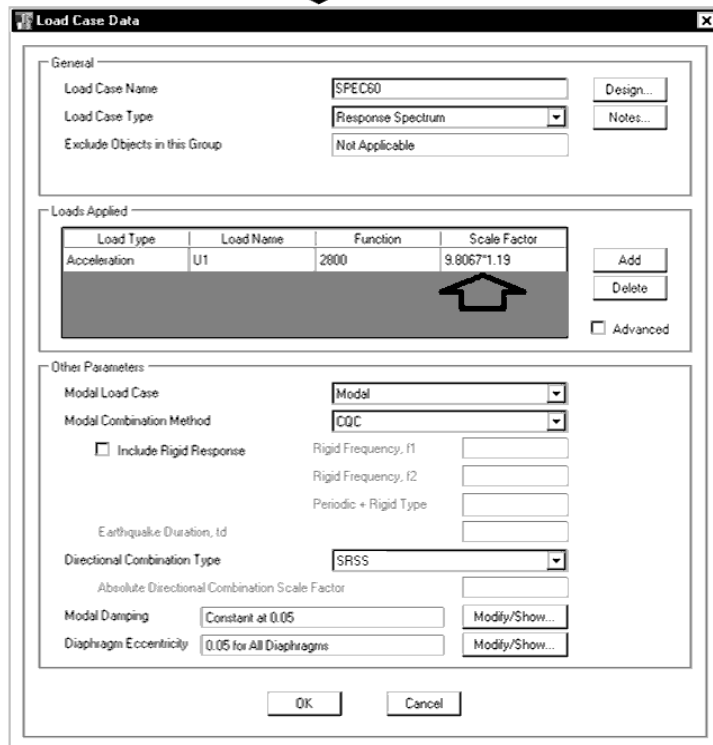 Load Case Data
General
Load Case Name SPEC60 Design...
Load Case Type Response Spectrum Notes...
Exclude Objects in this Group Not Applicable
Loads Applied
Load Type Load Name Function Scale Factor
Acceleration U1 2800 9.8067*1.19 Add
Delete
Advanced
Other Parameters
Modal Load Case Modal
Modal Combination Method CQC
Include Rigid Response Rigid Frequency, f1
Rigid Frequency, f2
Periodic + Rigid Type
Earthquake Duration, td
Directional Combination Type SRSS
Absolute Directional Combination Scale Factor
Modal Damping Constant at 0.05 Modify/Show...
Diaphragm Eccentricity 0.05 for All Diaphragms Modify/Show...
OK Cancel